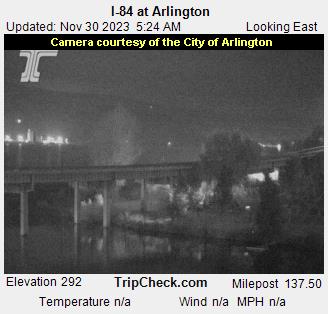 I-84 at Arlington
Updated: Nov 30 2023 5:24 AM Looking East
Camera courtesy of the City of Arlington
Elevation 292 TripCheck.com Milepost 137.50
Temperature n/a Wind n/a MPH n/a